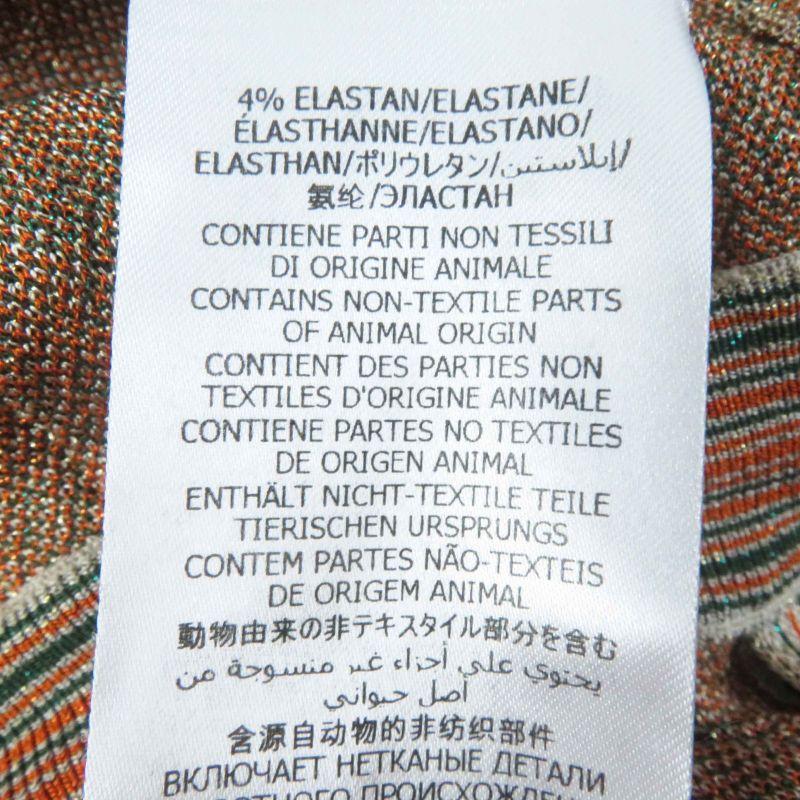 4% ELASTAN/ELASTANE/
ÉLASTHANNE/ELASTANO/
ELASTHAN/ポリウレタン/إيلاستين/
氨纶/ЭЛАСТАН
CONTIENE PARTI NON TESSILI
DI ORIGINE ANIMALE
CONTAINS NON-TEXTILE PARTS
OF ANIMAL ORIGIN
CONTIENT DES PARTIES NON
TEXTILES D'ORIGINE ANIMALE
CONTIENE PARTES NO TEXTILES
DE ORIGEN ANIMAL
ENTHÄLT NICHT-TEXTILE TEILE
TIERISCHEN URSPRUNGS
CONTEM PARTES NÃO-TEXTEIS
DE ORIGEM ANIMAL
動物由来の非テキスタイル部分を含む
يحتوي على أجزاء غير منسوجة من
أصل حيواني
含源自动物的非纺织部件
ВКЛЮЧАЕТ НЕТКАНЫЕ ДЕТАЛИ
ПРОИСХОЖДЕНИЯ